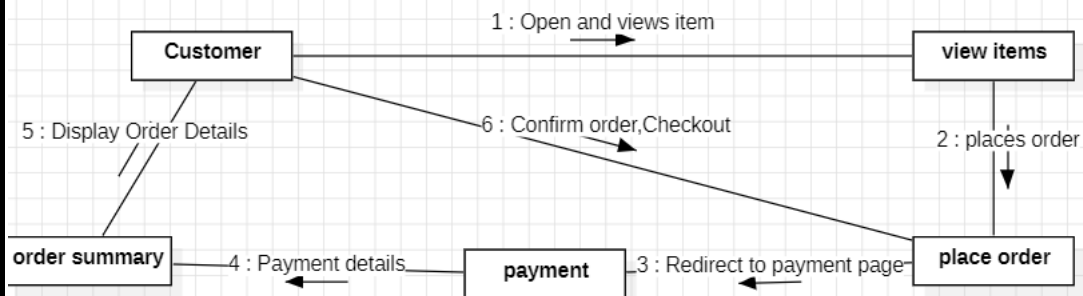 1 : Open and views item
Customer
view items
5 : Display Order Details
6 : Confirm order,Checkout
2 : places order
order summary
4 : Payment details
payment
3 : Redirect to payment page
place order